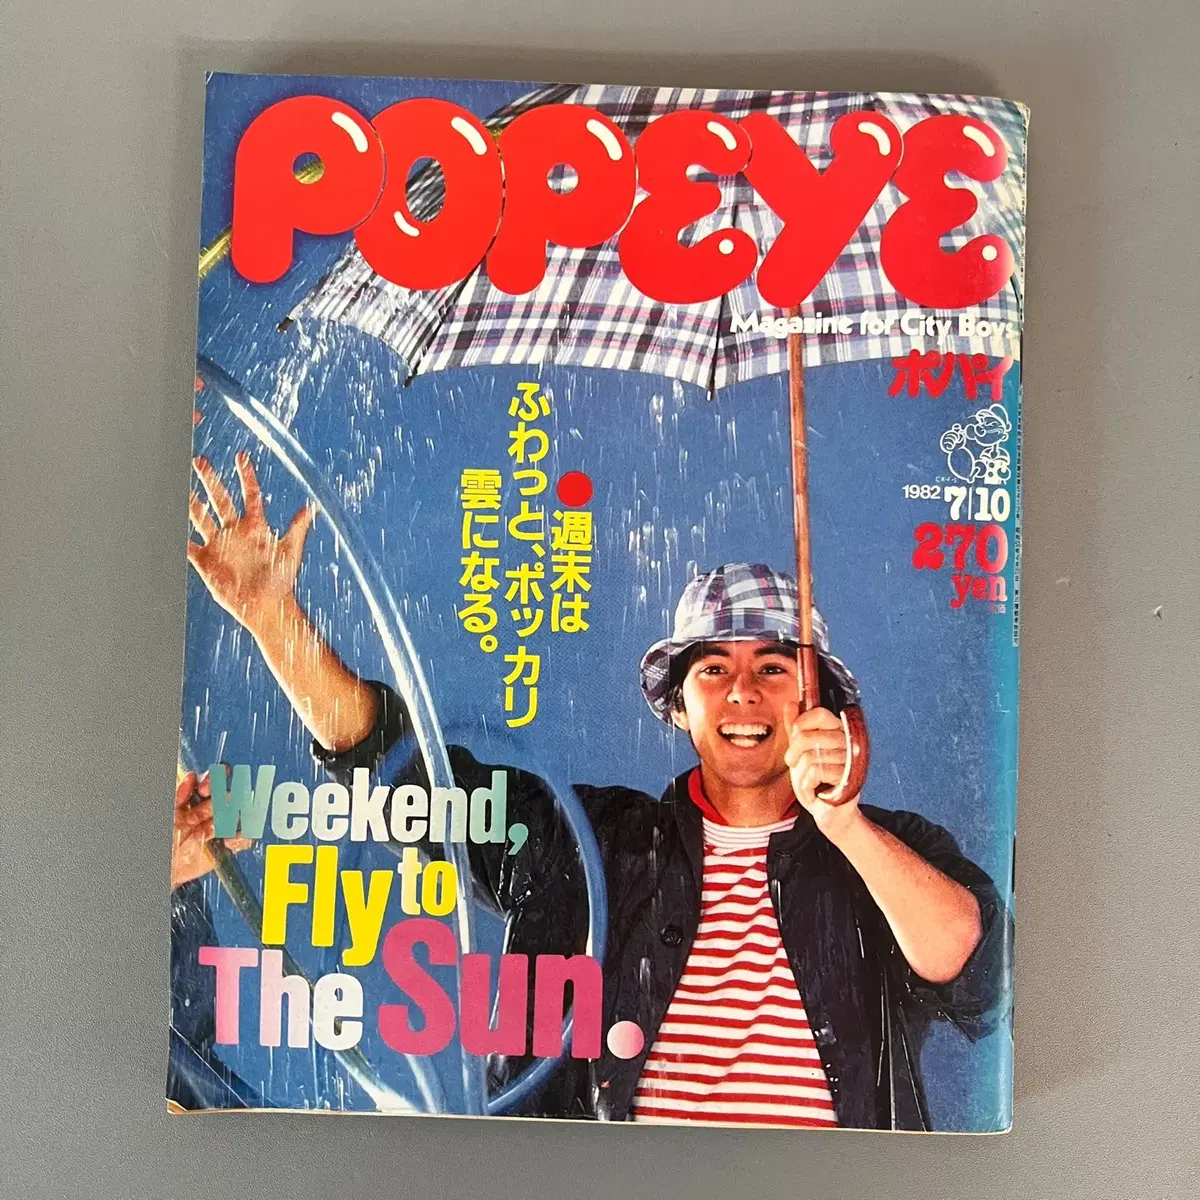 POPEYE
Magazine for City Boys
ポパイ
1982 7/10
270
yen
●週末は
ふわっと、ポッカリ
雲になる。
Weekend,
Fly to
The Sun.